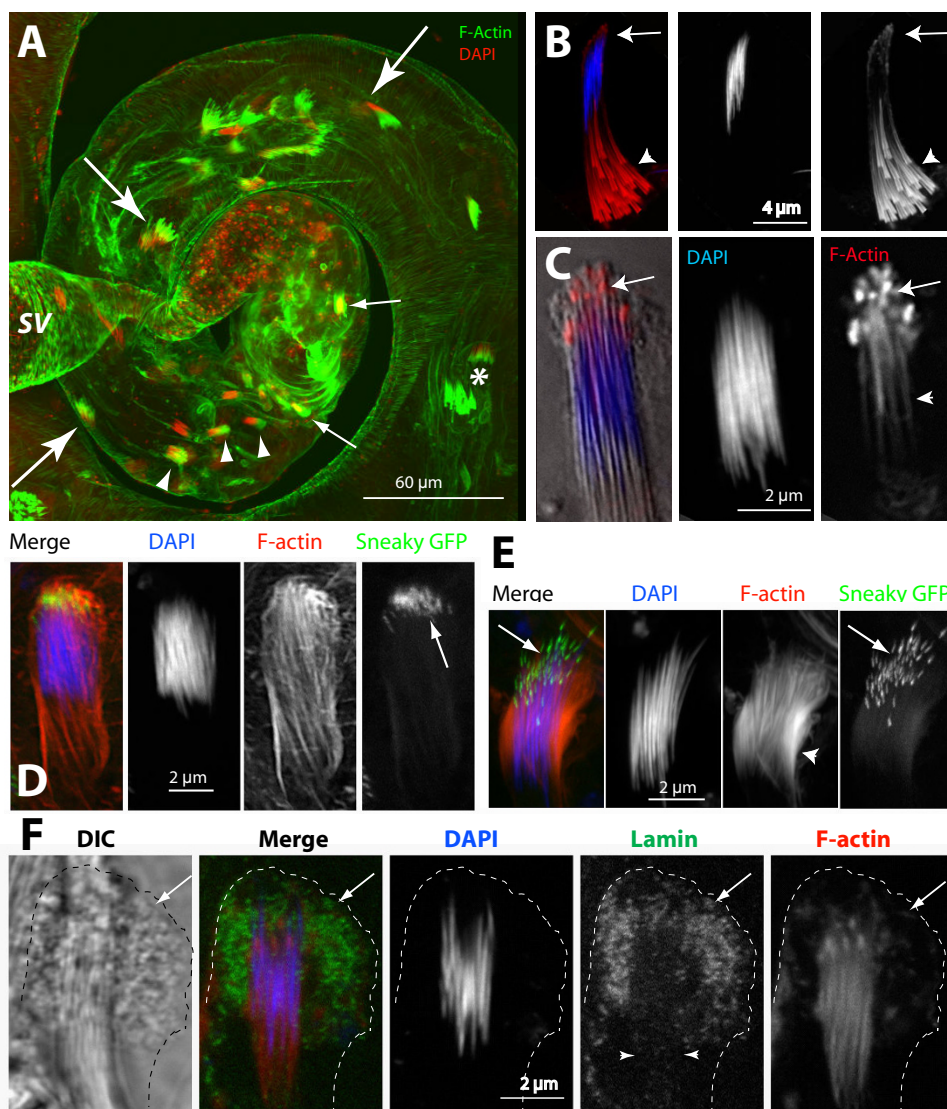 A
F-Actin
DAPI
SV
*
60 µm
B
4 µm
C
DAPI
F-Actin
2 µm
Merge
DAPI
F-actin
Sneaky GFP
2 µm
D
E
Merge
DAPI
F-actin
Sneaky GFP
2 µm
F
DIC
Merge
DAPI
Lamin
F-actin
2 µm